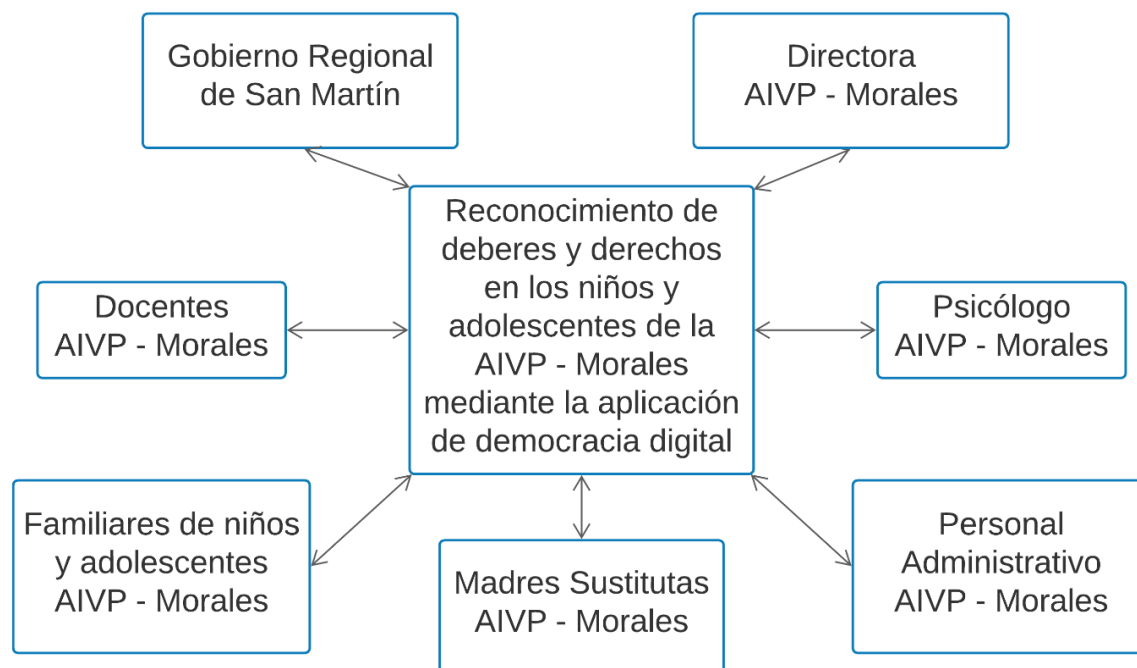 Gobierno Regional
de San Martín
Directora
AIVP - Morales
Reconocimiento de
deberes y derechos
en los niños y
adolescentes de la
AIVP - Morales
mediante la aplicación
de democracia digital
Docentes
AIVP - Morales
Psicólogo
AIVP - Morales
Familiares de niños
y adolescentes
AIVP - Morales
Madres Sustitutas
AIVP - Morales
Personal
Administrativo
AIVP - Morales